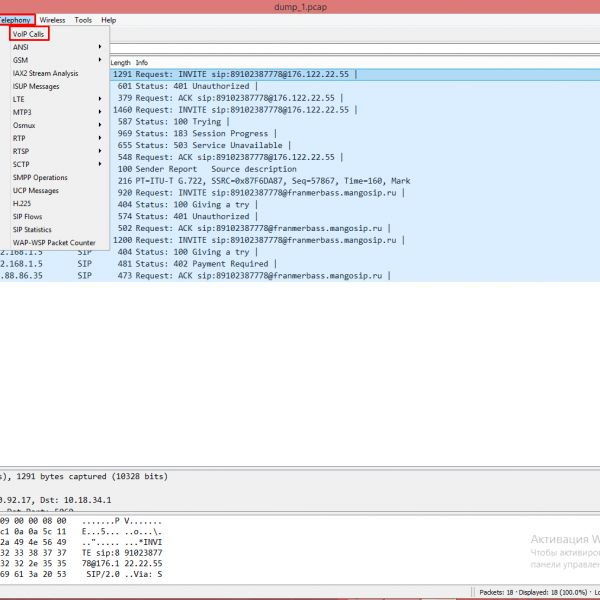 dump_1.pcap
Telephony Wireless Tools Help
VoIP Calls
ANSI
GSM
IAX2 Stream Analysis
ISUP Messages
LTE
MTP3
Osmux
RTP
RTSP
SCTP
SMPP Operations
UCP Messages
H.225
SIP Flows
SIP Statistics
WAP-WSP Packet Counter
Length Info
1291 Request: INVITE sip:89102387778@176.122.22.55 |
601 Status: 401 Unauthorized |
379 Request: ACK sip:89102387778@176.122.22.55 |
1460 Request: INVITE sip:89102387778@176.122.22.55 |
587 Status: 100 Trying |
969 Status: 183 Session Progress |
655 Status: 503 Service Unavailable |
548 Request: ACK sip:89102387778@176.122.22.55 |
100 Sender Report Source description
216 PT=ITU-T G.722, SSRC=0x87F6DA87, Seq=57867, Time=160, Mark
920 Request: INVITE sip:89102387778@franmerbass.mangosip.ru |
404 Status: 100 Giving a try |
574 Status: 401 Unauthorized |
502 Request: ACK sip:89102387778@franmerbass.mangosip.ru |
1200 Request: INVITE sip:89102387778@franmerbass.mangosip.ru |
2.168.1.5 SIP 404 Status: 100 Giving a try |
2.168.1.5 SIP 481 Status: 402 Payment Required |
.88.86.35 SIP 473 Request: ACK sip:89102387778@franmerbass.mangosip.ru |
s), 1291 bytes captured (10328 bits)
0.92.17, Dst: 10.18.34.1
09 00 00 08 00 .......P V.......
c1 0a 0a 5c 11 E...5... ..o...\.
2a 49 4e 56 49 .."..... ...*INVI
32 33 38 37 37 TE sip:8 91023877
32 32 2e 35 35 78@176.1 22.22.55
69 61 3a 20 53 SIP/2.0 ..Via: S
Активация W
Чтобы активиров
панели управлен
Packets: 18 · Displayed: 18 (100.0%) · Lo